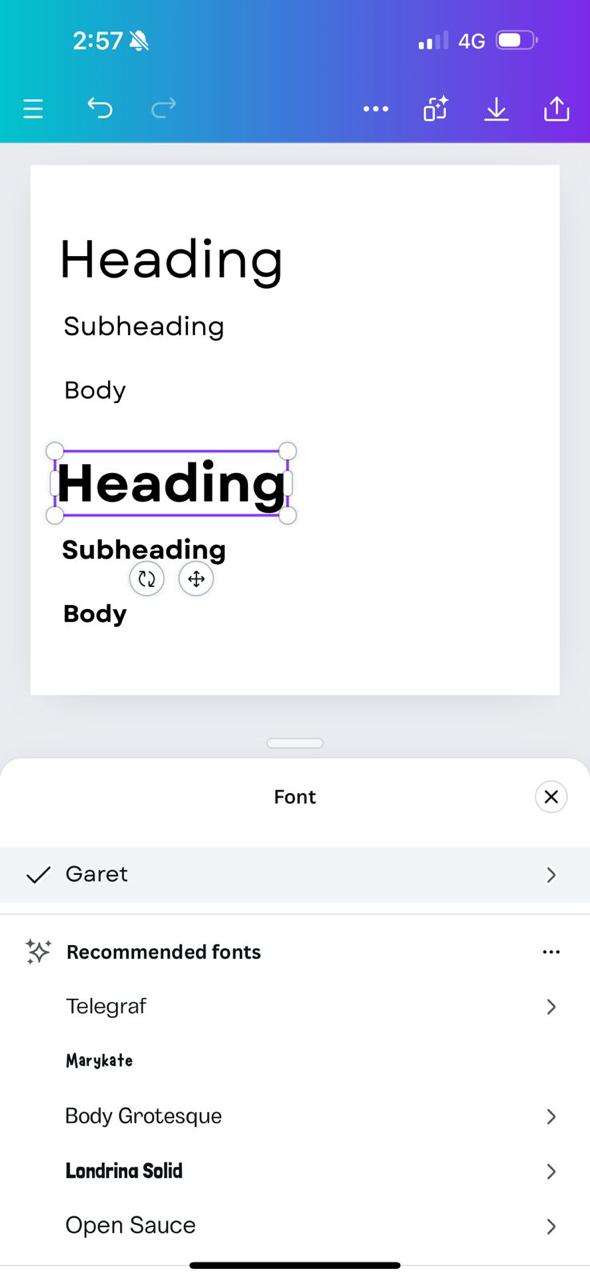 2:57 4G
Heading
Subheading
Body
Heading
Subheading
Body
Font
Garet
Recommended fonts
Telegraf
Marykate
Body Grotesque
Londrina Solid
Open Sauce